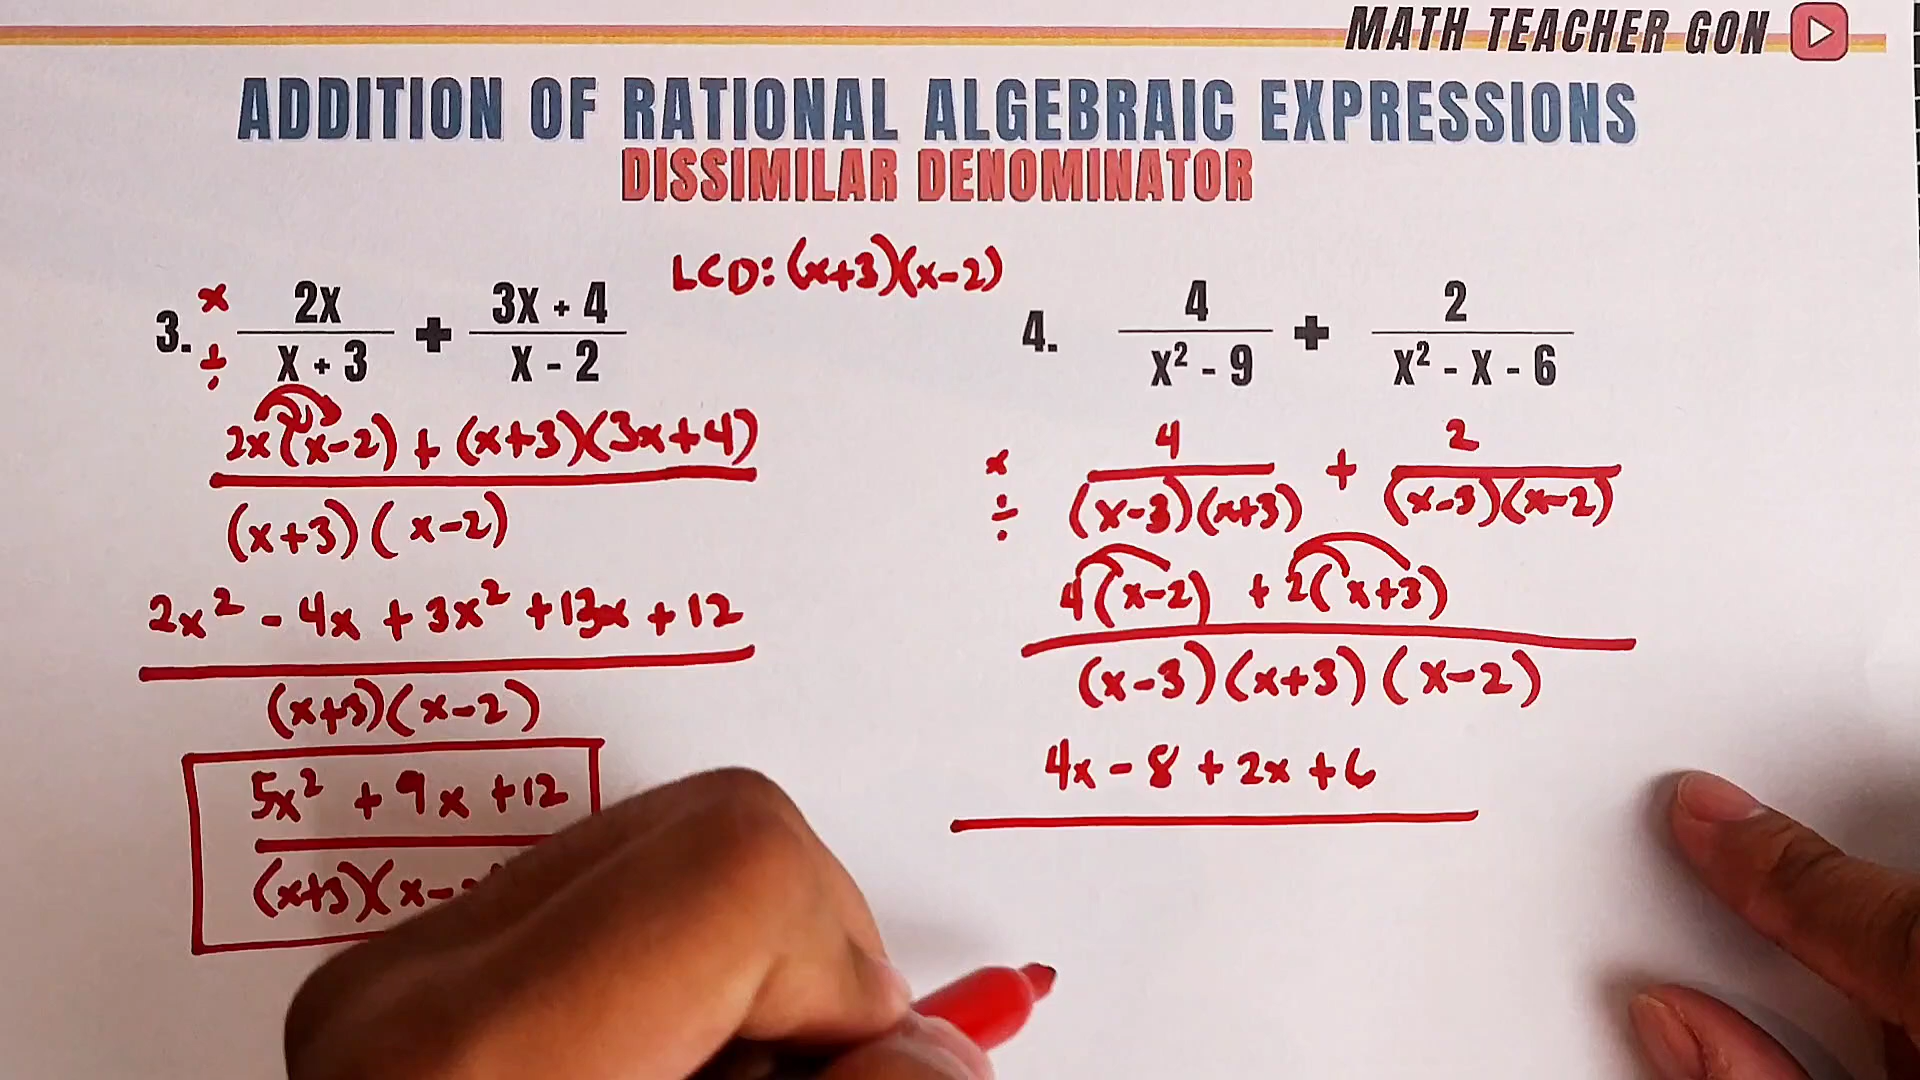 MATH TEACHER GON
ADDITION OF RATIONAL ALGEBRAIC EXPRESSIONS
DISSIMILAR DENOMINATOR
LCD: (x+3)(x-2)
3. × ÷ 2X / X + 3 + 3X + 4 / X - 2
2x(x-2) + (x+3)(3x+4)
(x+3)(x-2)
2x² - 4x + 3x² + 13x + 12
(x+3)(x-2)
5x² + 9x + 12
(x+3)(x-
4. 4 / X² - 9 + 2 / X² - X - 6
× ÷ 4 / (x-3)(x+3) + 2 / (x-3)(x-2)
4(x-2) + 2(x+3)
(x-3)(x+3)(x-2)
4x - 8 + 2x + 6